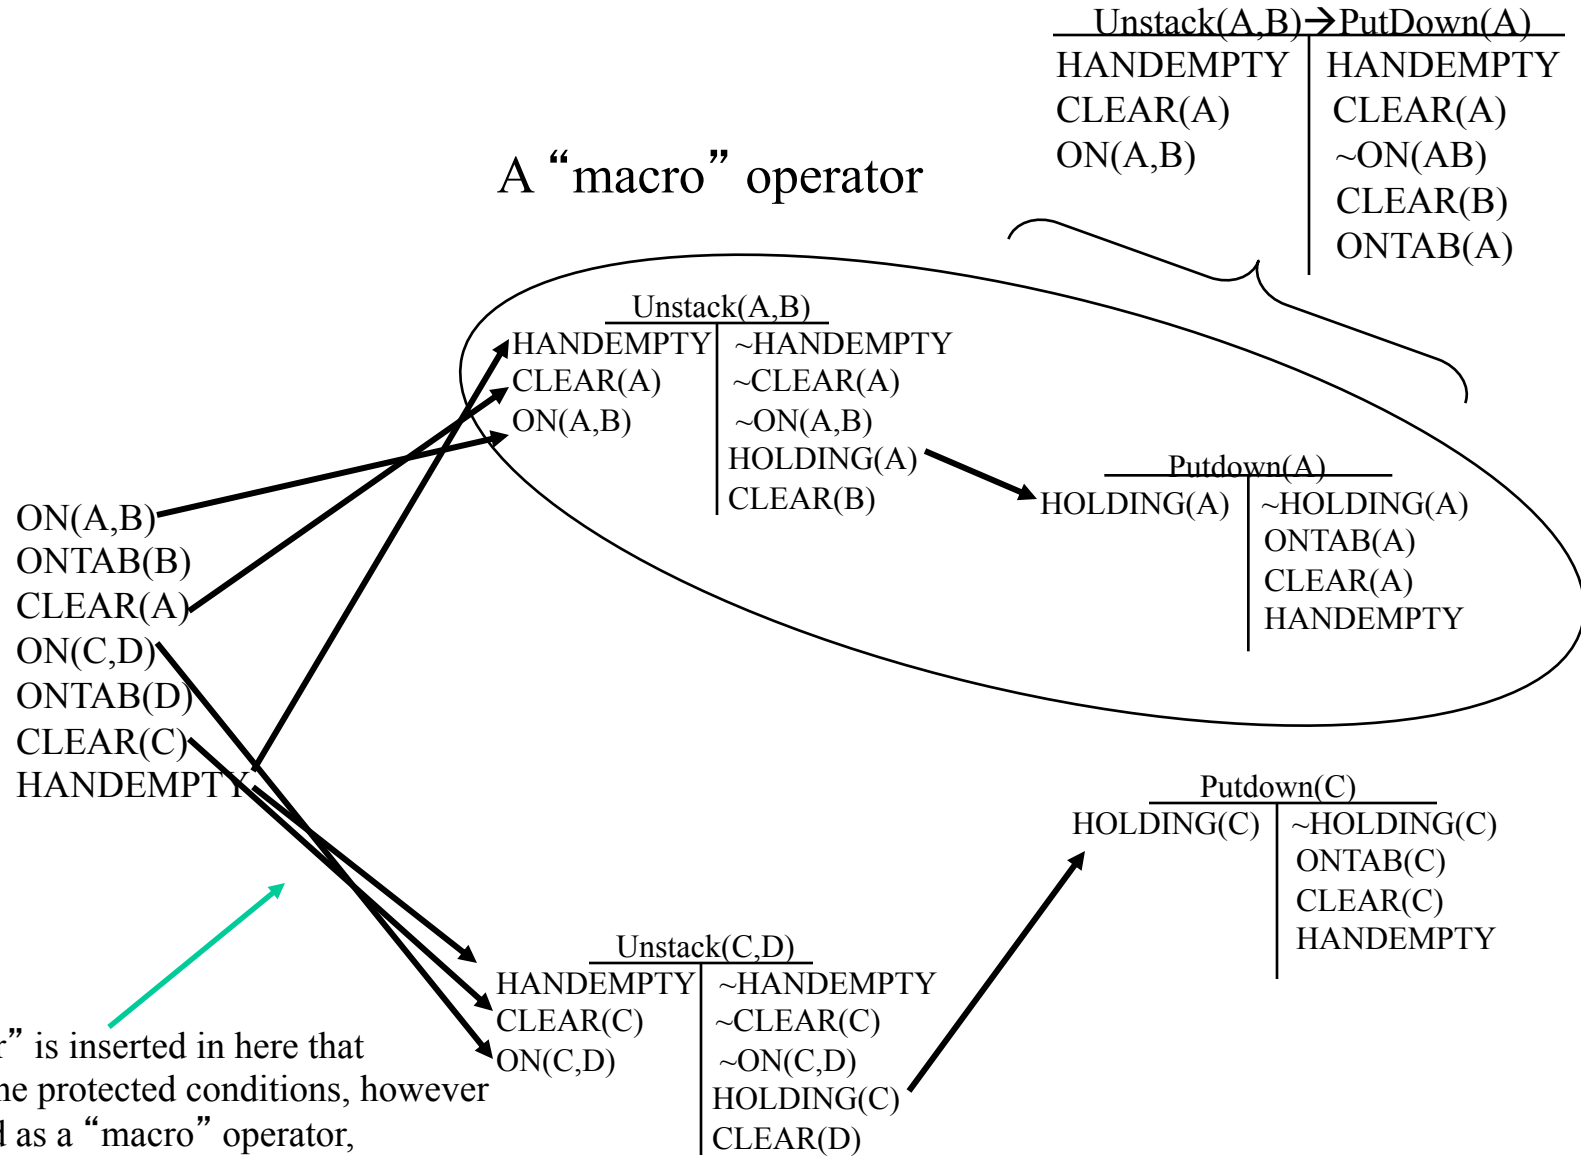 Unstack(A,B)→PutDown(A)
HANDEMPTY HANDEMPTY
CLEAR(A) CLEAR(A)
ON(A,B) ~ON(AB)
CLEAR(B)
ONTAB(A)
A “macro” operator
Unstack(A,B)
HANDEMPTY ~HANDEMPTY
CLEAR(A) ~CLEAR(A)
ON(A,B) ~ON(A,B)
HOLDING(A)
CLEAR(B)
Putdown(A)
HOLDING(A) ~HOLDING(A)
ONTAB(A)
CLEAR(A)
HANDEMPTY
ON(A,B)
ONTAB(B)
CLEAR(A)
ON(C,D)
ONTAB(D)
CLEAR(C)
HANDEMPTY
Putdown(C)
HOLDING(C) ~HOLDING(C)
ONTAB(C)
CLEAR(C)
HANDEMPTY
Unstack(C,D)
HANDEMPTY ~HANDEMPTY
CLEAR(C) ~CLEAR(C)
ON(C,D) ~ON(C,D)
HOLDING(C)
CLEAR(D)
” is inserted in here that
protected conditions, however
as a “macro” operator,